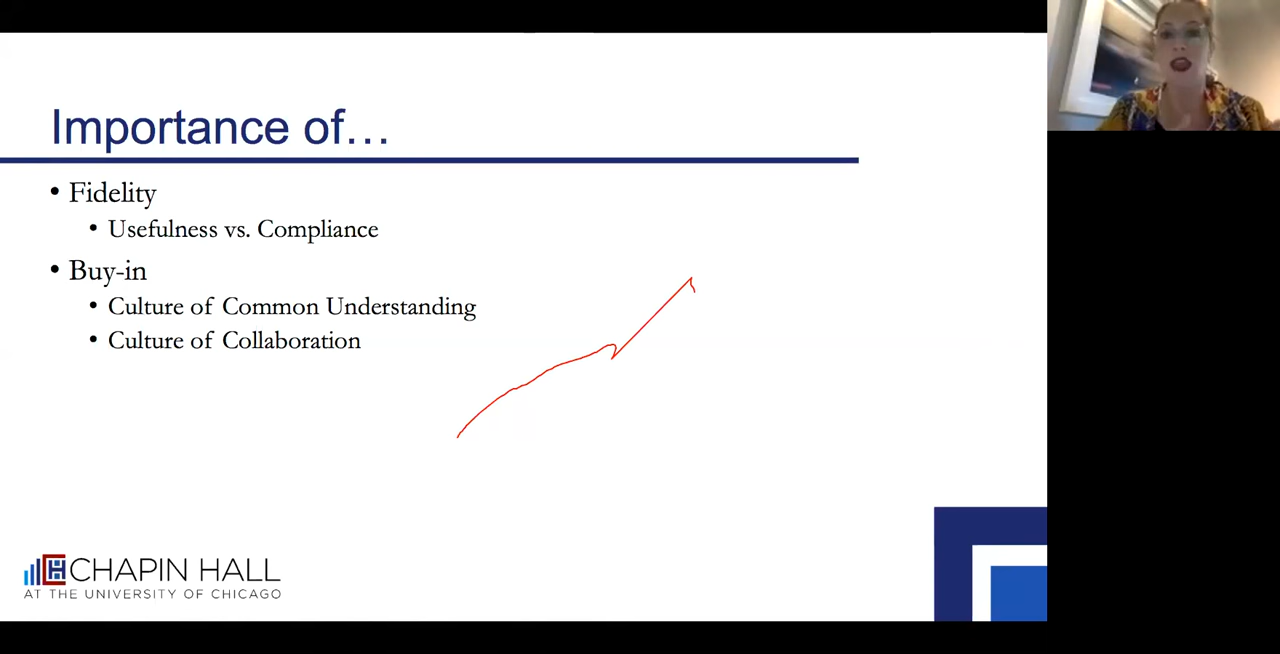 Importance of…
• Fidelity
• Usefulness vs. Compliance
• Buy-in
• Culture of Common Understanding
• Culture of Collaboration
CHAPIN HALL
AT THE UNIVERSITY OF CHICAGO